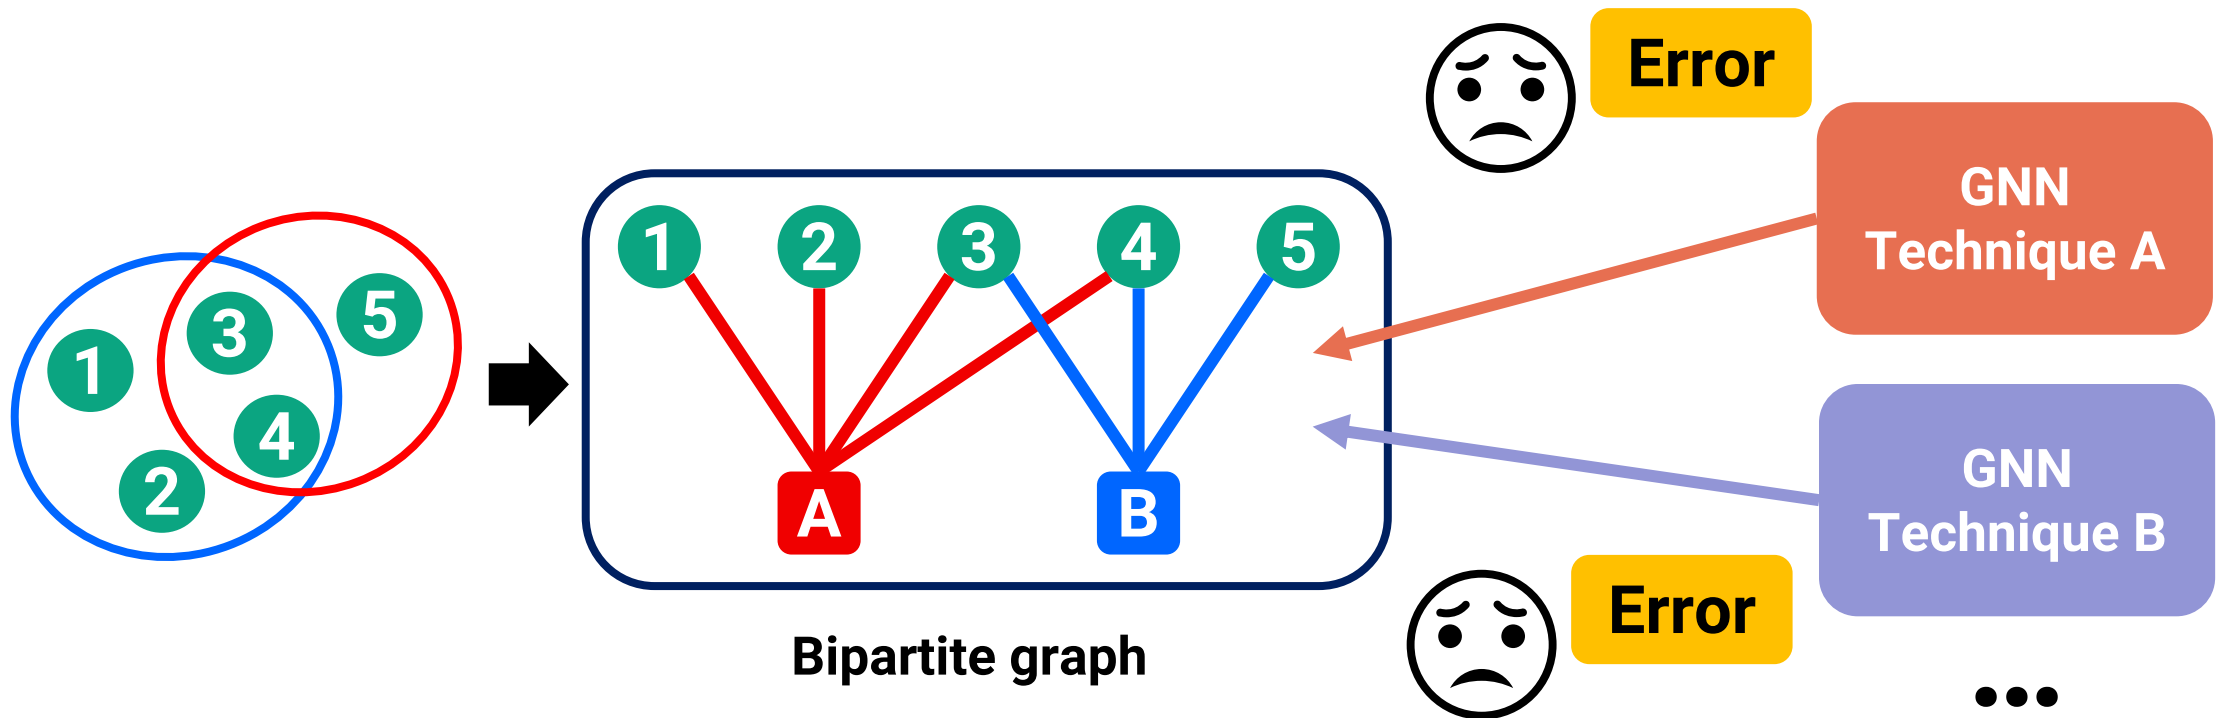 1
2
3
4
5
1
2
3
4
5
A
B
Bipartite graph
Error
GNN
Technique A
GNN
Technique B
Error
...